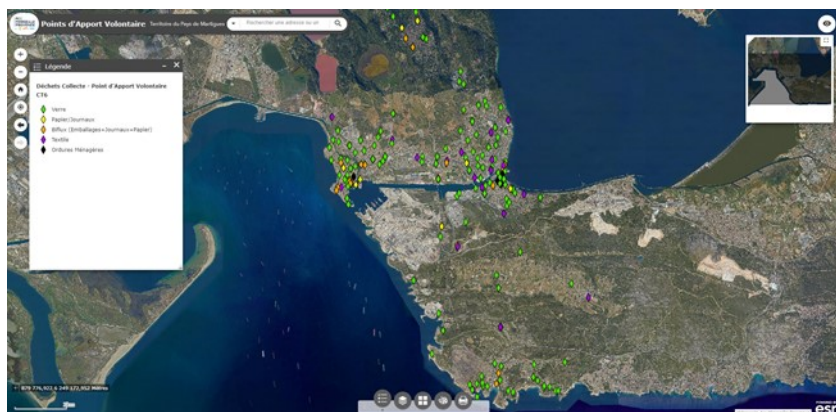 Points d'Apport Volontaire Territoire du Pays de Martigues
Rechercher une adresse ou un
Légende
Déchets Collecte - Point d'Apport Volontaire
CT6
Verre
Papier/Journaux
Biflux (Emballages+Journaux+Papier)
Textile
Ordures Ménagères
esri